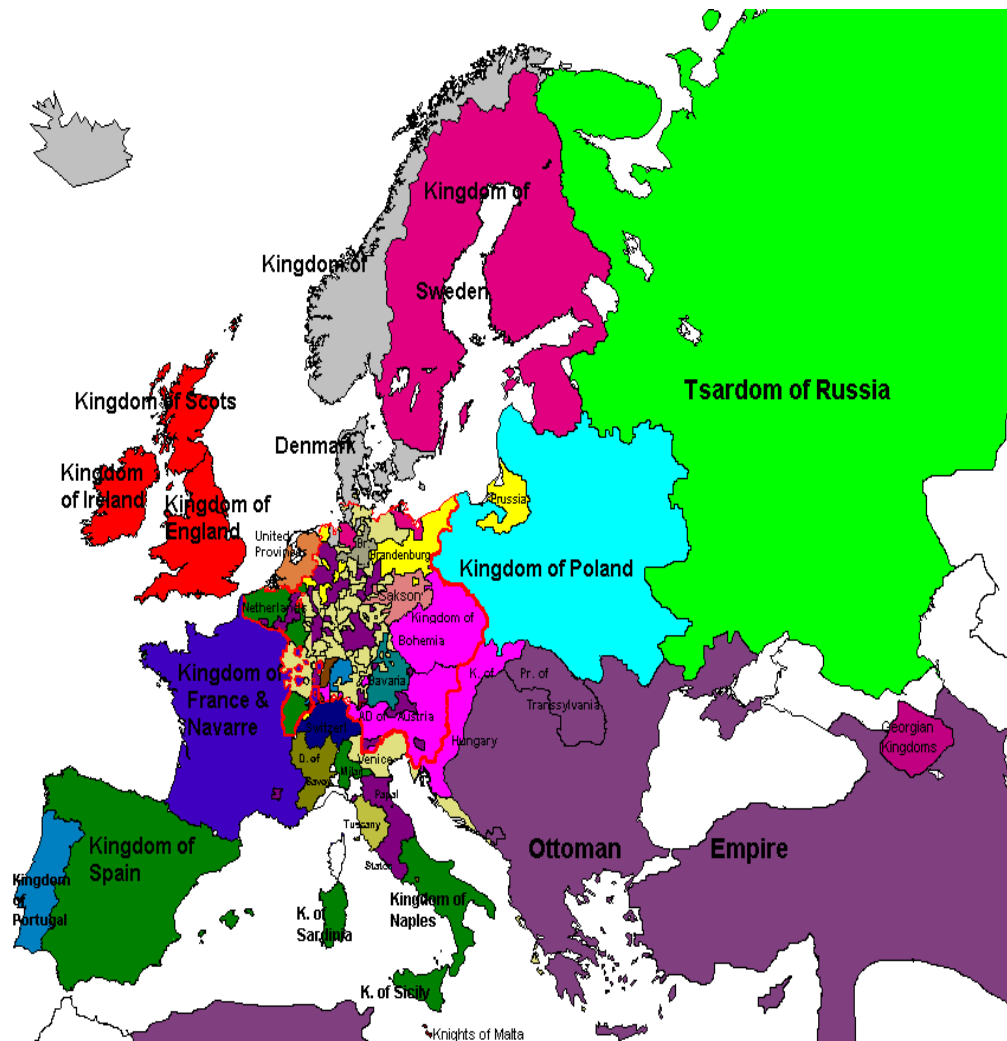 Kingdom of
Sweden
Kingdom of
Denmark
Tsardom of Russia
Kingdom of Scots
Kingdom
of Ireland
Kingdom of
England
United
Provinces
Prussia
Brandenburg
Kingdom of Poland
Netherlands
Sakson
Kingdom of
Bohemia
Kingdom of
France &
Navarre
Bavaria
K. of
Hungary
Pr. of
Transsylvania
AD of Austria
Georgian
Kingdoms
D. of
Savoy
Milan
Venice
Papal
States
Tuscany
Ottoman Empire
Kingdom of
Spain
Kingdom
of
Portugal
K. of
Sardinia
Kingdom of
Naples
K. of Sicily
Knights of Malta